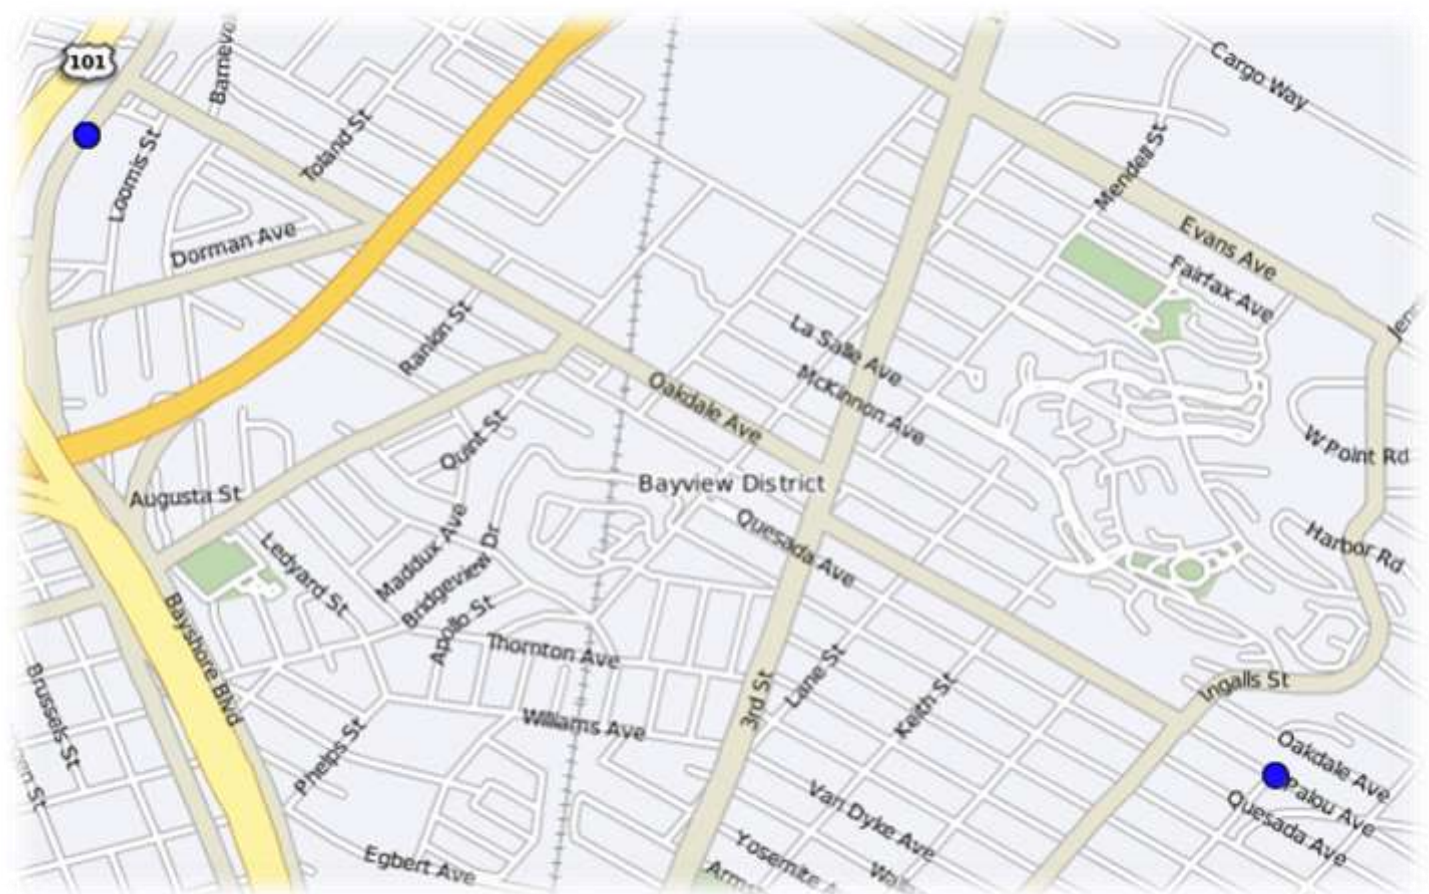 101
Barnevel
Cargo Way
Toland St
Loomis St
Mendell St
Dorman Ave
Evans Ave
Fairfax Ave
Jen
Rankin St
La Salle Ave
McKinnon Ave
Oakdale Ave
Quint St
W Point Rd
Bayview District
Augusta St
Quesada Ave
Maddux Ave
Bridgeview Dr
Harbor Rd
Ledyard St
Apollo St
Bayshore Blvd
Thornton Ave
Brussels St
Lane St
Ingalls St
3rd St
Keith St
Williams Ave
Phelps St
Oakdale Ave
Palou Ave
Quesada Ave
Van Dyke Ave
Yosemite A
Egbert Ave
Arm